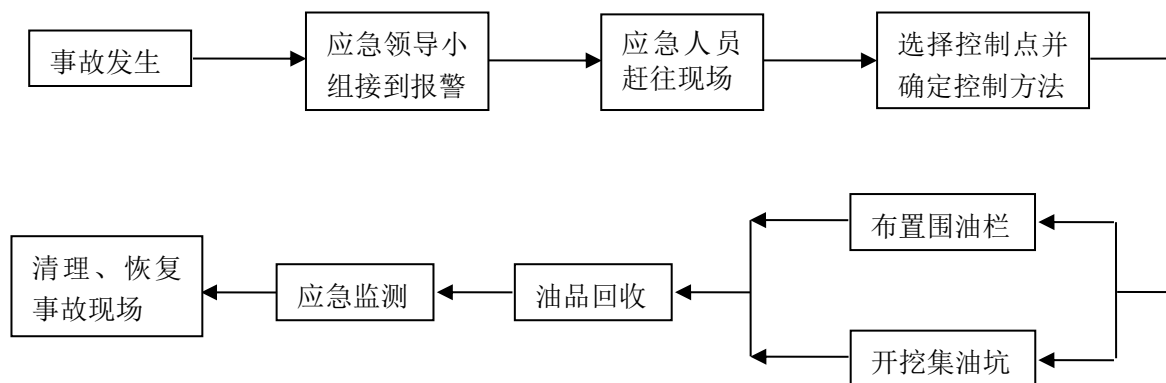 事故发生
应急领导小
组接到报警
应急人员
赶往现场
选择控制点并
确定控制方法
布置围油栏
清理、恢复
事故现场
应急监测
油品回收
开挖集油坑